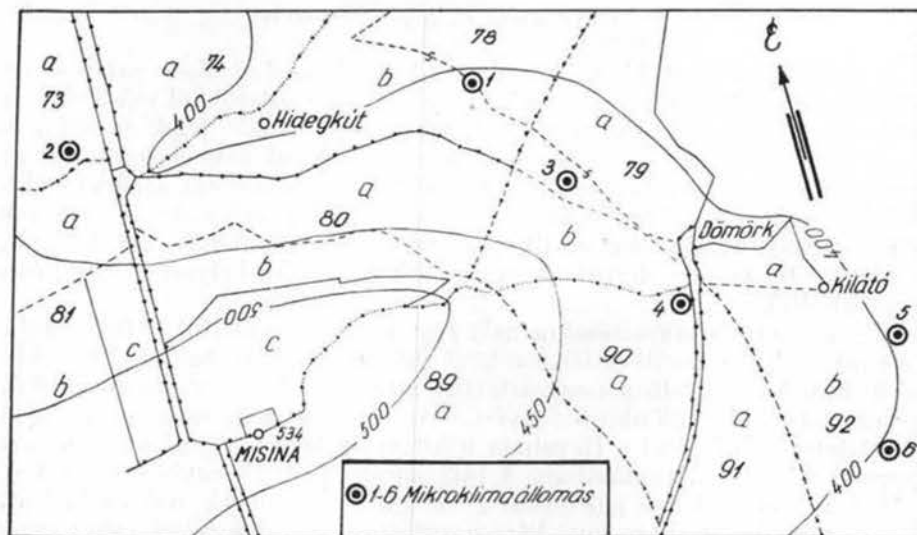 78
É
a
a
74
b
1
73
400
Hidegkút
a
2
3
s
79
a
a
80
b
Dömörk.
400
b
a
Kilátó
81
500
4
5
c
c
90
b
b
89
a
a
92
500
450
a
534
MISINA
91
6
400
1-6 Mikroklima állomas